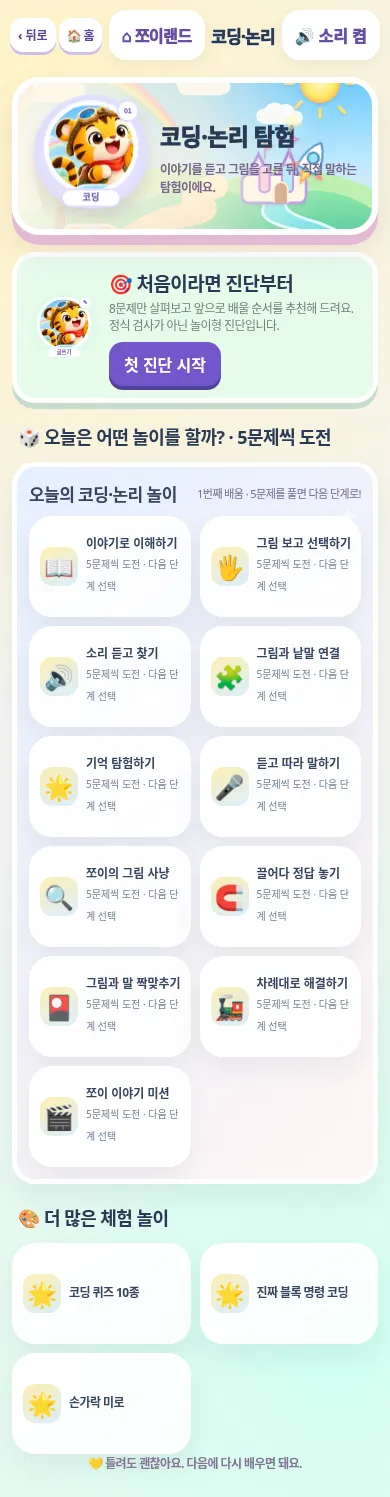 ‹ 뒤로
🏠 홈
⌂ 쪼이랜드
코딩·논리
🔊 소리 켬
01
코딩
코딩·논리 탐험
이야기를 듣고 그림을 고른 뒤, 직접 말하는
탐험이에요.
글쓰기
🎯 처음이라면 진단부터
8문제만 살펴보고 앞으로 배울 순서를 추천해 드려요.
정식 검사가 아닌 놀이형 진단입니다.
첫 진단 시작
🎲 오늘은 어떤 놀이를 할까? · 5문제씩 도전
오늘의 코딩·논리 놀이
1번째 배움 · 5문제를 풀면 다음 단계로!
이야기로 이해하기
5문제씩 도전 · 다음 단
계 선택
그림 보고 선택하기
5문제씩 도전 · 다음 단
계 선택
소리 듣고 찾기
5문제씩 도전 · 다음 단
계 선택
그림과 낱말 연결
5문제씩 도전 · 다음 단
계 선택
기억 탐험하기
5문제씩 도전 · 다음 단
계 선택
듣고 따라 말하기
5문제씩 도전 · 다음 단
계 선택
쪼이의 그림 사냥
5문제씩 도전 · 다음 단
계 선택
끌어다 정답 놓기
5문제씩 도전 · 다음 단
계 선택
그림과 말 짝맞추기
5문제씩 도전 · 다음 단
계 선택
차례대로 해결하기
5문제씩 도전 · 다음 단
계 선택
쪼이 이야기 미션
5문제씩 도전 · 다음 단
계 선택
🎨 더 많은 체험 놀이
코딩 퀴즈 10종
진짜 블록 명령 코딩
손가락 미로
💛 틀려도 괜찮아요. 다음에 다시 배우면 돼요.